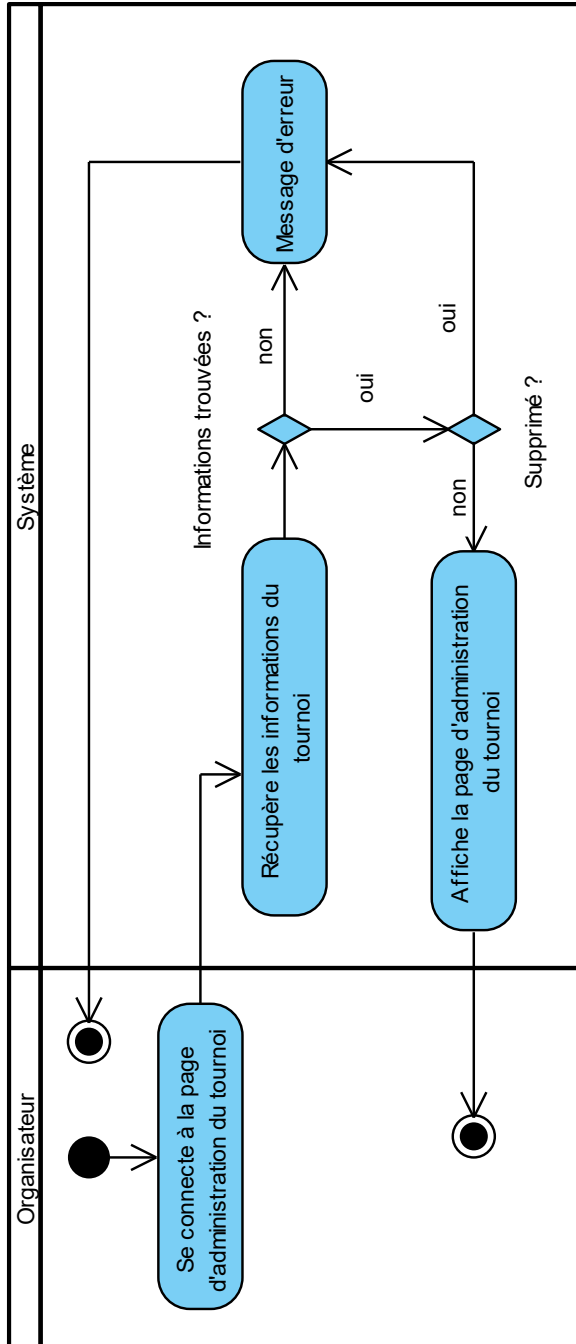 Organisateur
Système
Se connecte à la page
d'administration du tournoi
Récupère les informations du
tournoi
Informations trouvées ?
non
Message d'erreur
oui
Supprimé ?
oui
non
Affiche la page d'administration
du tournoi